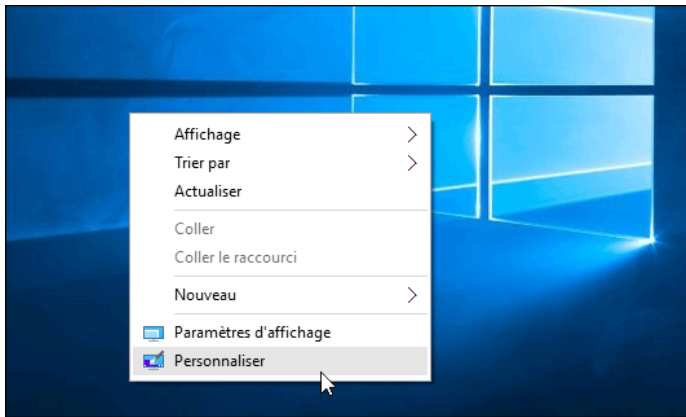 Affichage
Trier par
Actualiser
Coller
Coller le raccourci
Nouveau
Paramètres d'affichage
Personnaliser